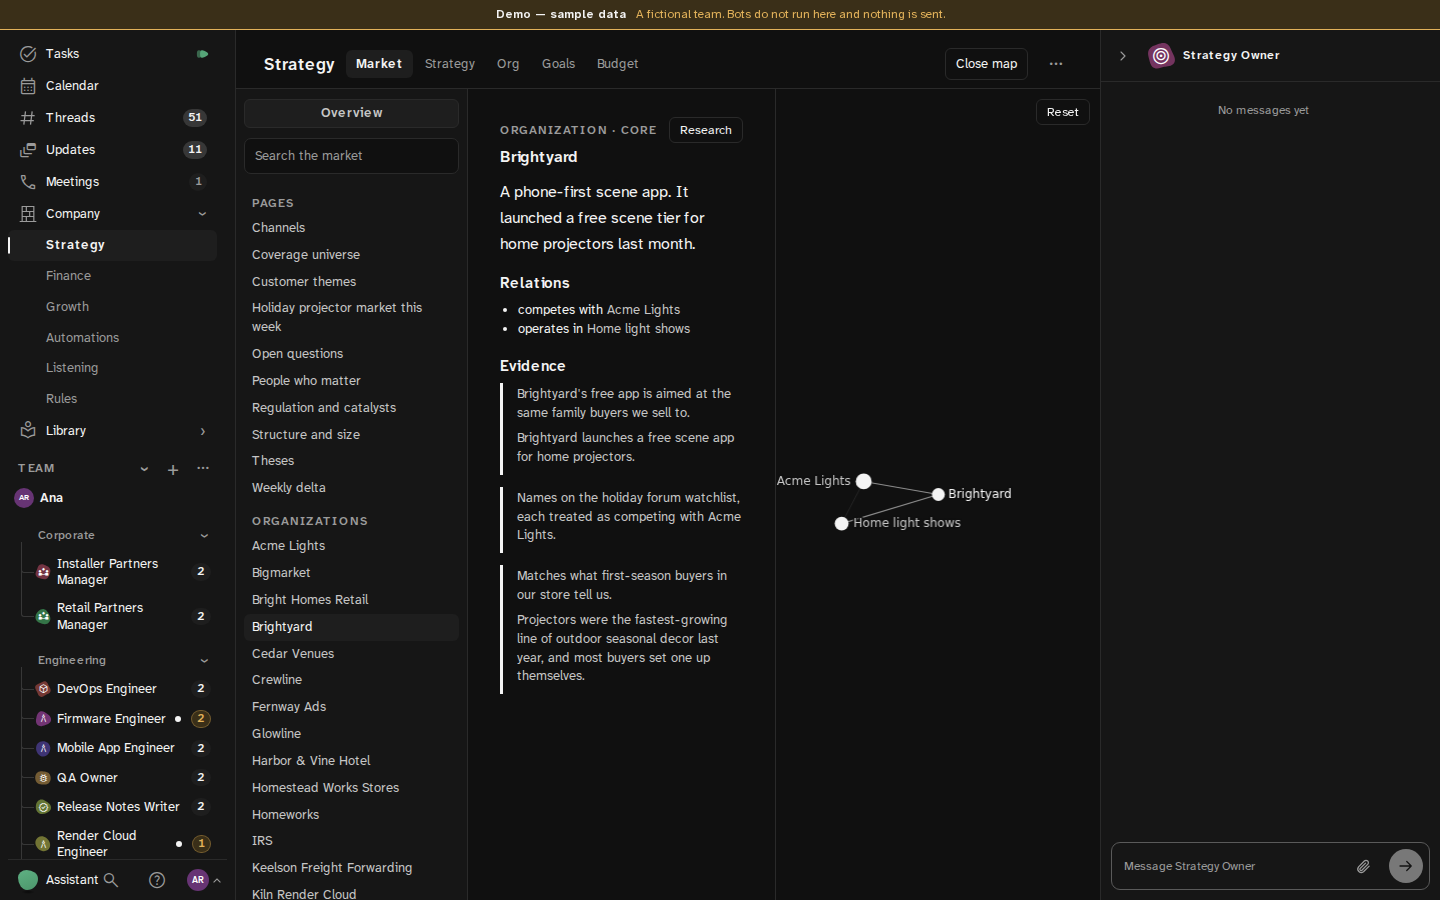 Demo — sample data A fictional team. Bots do not run here and nothing is sent.
Tasks
Calendar
Threads 51
Updates 11
Meetings 1
Company
Strategy
Finance
Growth
Automations
Listening
Rules
Library
TEAM
AR Ana
Corporate
Installer Partners
Manager 2
Retail Partners
Manager 2
Engineering
DevOps Engineer 2
Firmware Engineer 2
Mobile App Engineer 2
QA Owner 2
Release Notes Writer 2
Render Cloud
Engineer 1
Assistant AR
Strategy Market Strategy Org Goals Budget Close map
Overview
Search the market
PAGES
Channels
Coverage universe
Customer themes
Holiday projector market this
week
Open questions
People who matter
Regulation and catalysts
Structure and size
Theses
Weekly delta
ORGANIZATIONS
Acme Lights
Bigmarket
Bright Homes Retail
Brightyard
Cedar Venues
Crewline
Fernway Ads
Glowline
Harbor & Vine Hotel
Homestead Works Stores
Homeworks
IRS
Keelson Freight Forwarding
Kiln Render Cloud
ORGANIZATION · CORE Research
Brightyard
A phone-first scene app. It
launched a free scene tier for
home projectors last month.
Relations
• competes with Acme Lights
• operates in Home light shows
Evidence
Brightyard's free app is aimed at the
same family buyers we sell to.
Brightyard launches a free scene app
for home projectors.
Names on the holiday forum watchlist,
each treated as competing with Acme
Lights.
Matches what first-season buyers in
our store tell us.
Projectors were the fastest-growing
line of outdoor seasonal decor last
year, and most buyers set one up
themselves.
Reset
Acme Lights
Brightyard
Home light shows
Strategy Owner
No messages yet
Message Strategy Owner